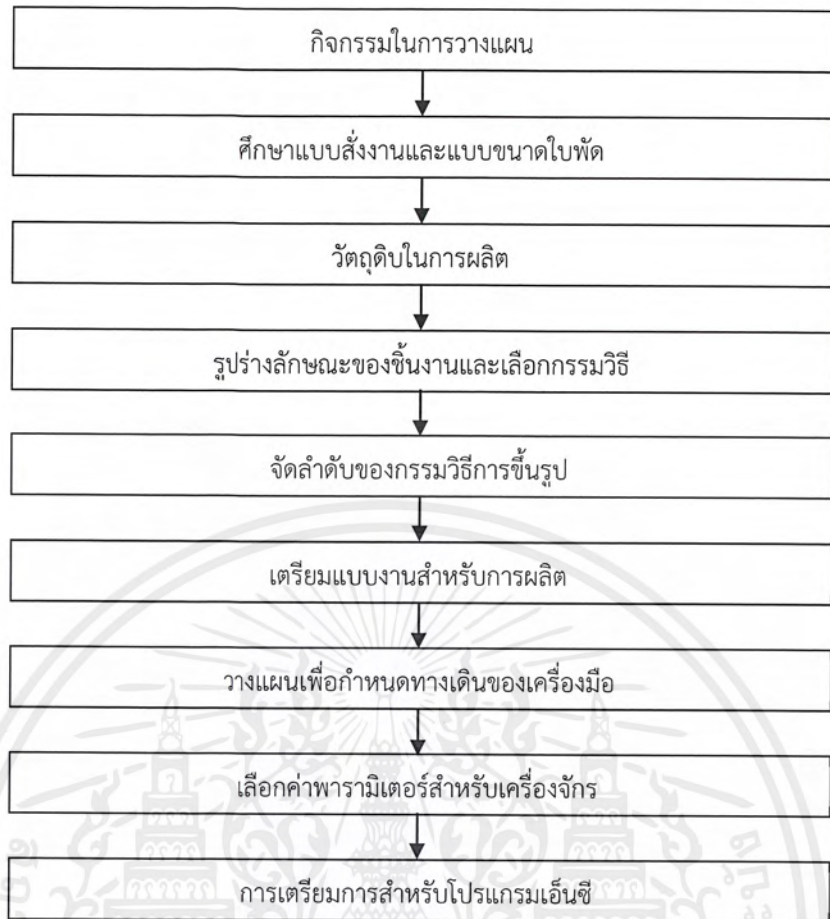 กิจกรรมในการวางแผน
ศึกษาแบบสั่งงานและแบบขนาดใบพัด
วัตถุดิบในการผลิต
รูปร่างลักษณะของชิ้นงานและเลือกกรรมวิธี
จัดลำดับของกรรมวิธีการขึ้นรูป
เตรียมแบบงานสำหรับการผลิต
วางแผนเพื่อกำหนดทางเดินของเครื่องมือ
เลือกค่าพารามิเตอร์สำหรับเครื่องจักร
การเตรียมการสำหรับโปรแกรมเอ็นซี